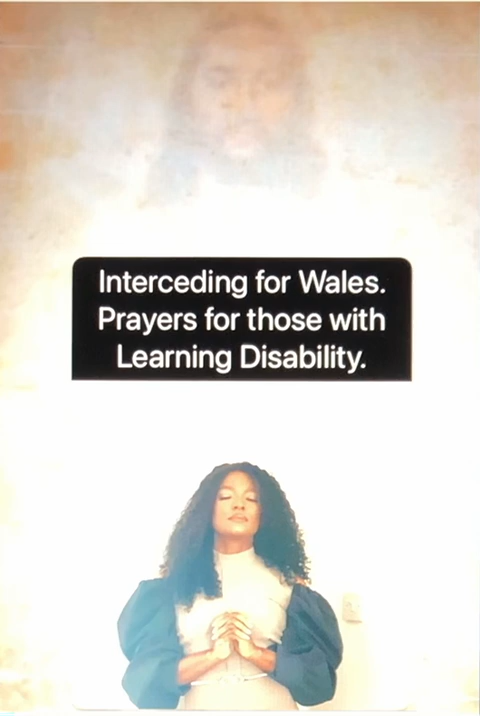 Interceding for Wales.
Prayers for those with
Learning Disability.